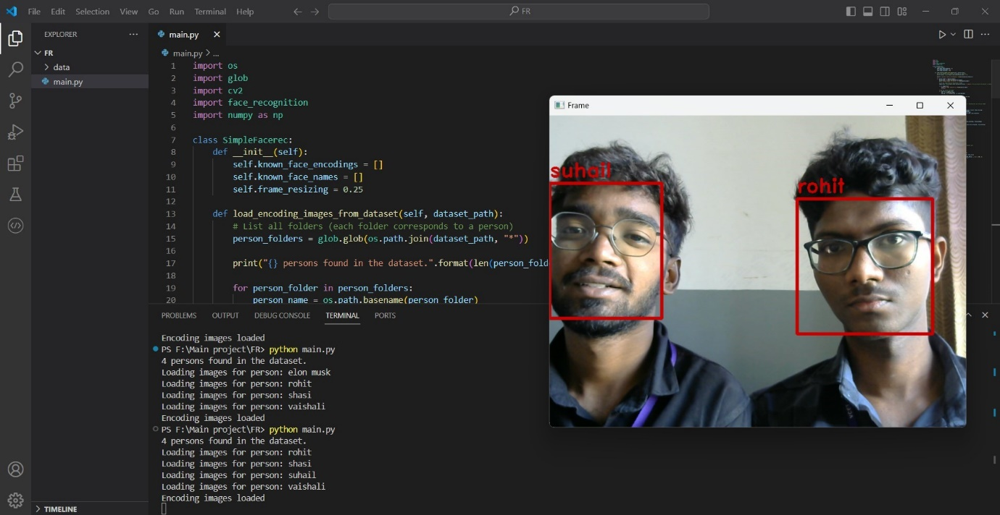 File Edit Selection View Go Run Terminal Help
FR
EXPLORER
FR
data
main.py
TIMELINE
main.py
main.py > ...
1 import os
2 import glob
3 import cv2
4 import face_recognition
5 import numpy as np
6
7 class SimpleFacerec:
8 def __init__(self):
9 self.known_face_encodings = []
10 self.known_face_names = []
11 self.frame_resizing = 0.25
12
13 def load_encoding_images_from_dataset(self, dataset_path):
14 # List all folders (each folder corresponds to a person)
15 person_folders = glob.glob(os.path.join(dataset_path, "*"))
16
17 print("{} persons found in the dataset.".format(len(person_fold
18
19 for person_folder in person_folders:
20 person_name = os.path.basename(person_folder)
PROBLEMS OUTPUT DEBUG CONSOLE TERMINAL PORTS
Encoding images loaded
PS F:\Main project\FR> python main.py
4 persons found in the dataset.
Loading images for person: elon musk
Loading images for person: rohit
Loading images for person: shasi
Loading images for person: vaishali
Encoding images loaded
PS F:\Main project\FR> python main.py
4 persons found in the dataset.
Loading images for person: rohit
Loading images for person: shasi
Loading images for person: suhail
Loading images for person: vaishali
Encoding images loaded
Frame
suhail
rohit